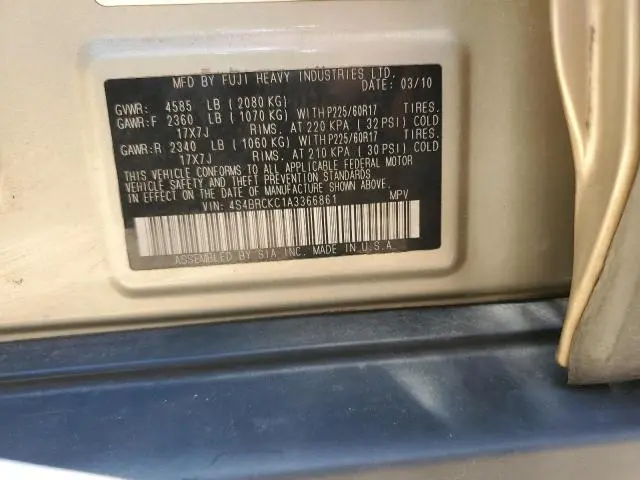 MFD BY FUJI HEAVY INDUSTRIES LTD.
DATE: 03/10
GVWR: 4585 LB (2080 KG)
GAWR:F 2360 LB (1070 KG) WITH P225/60R17 TIRES.
17X7J RIMS. AT 220 KPA (32 PSI) COLD
GAWR:R 2340 LB (1060 KG) WITH P225/60R17 TIRES.
17X7J RIMS. AT 210 KPA (30 PSI) COLD
THIS VEHICLE CONFORMS TO ALL APPLICABLE FEDERAL MOTOR
VEHICLE SAFETY AND THEFT PREVENTION STANDARDS
IN EFFECT ON THE DATE OF MANUFACTURE SHOWN ABOVE.
VIN: 4S4BRCKC1A3366861 MPV
ASSEMBLED BY SIA INC. MADE IN U.S.A.